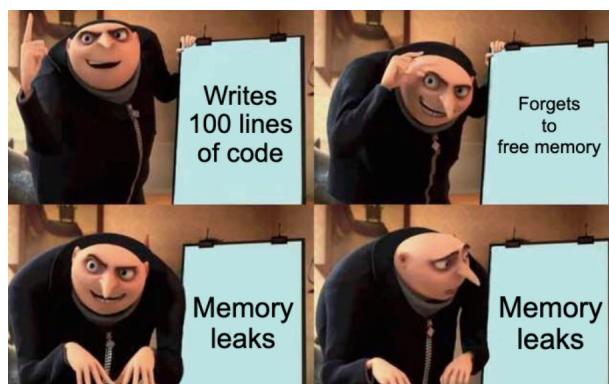 Writes
100 lines
of code
Forgets
to
free memory
Memory
leaks
Memory
leaks